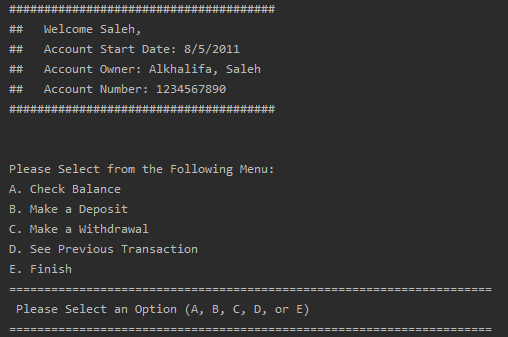 ######################################
##   Welcome Saleh,
##   Account Start Date: 8/5/2011
##   Account Owner: Alkhalifa, Saleh
##   Account Number: 1234567890
######################################
Please Select from the Following Menu:
A. Check Balance
B. Make a Deposit
C. Make a Withdrawal
D. See Previous Transaction
E. Finish
=====================================================================
 Please Select an Option (A, B, C, D, or E)
=====================================================================